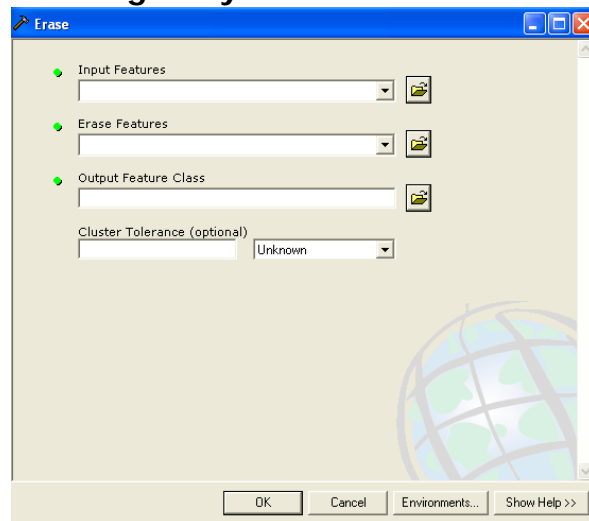 Erase
Input Features
Erase Features
Output Feature Class
Cluster Tolerance (optional)
Unknown
OK Cancel Environments... Show Help >>